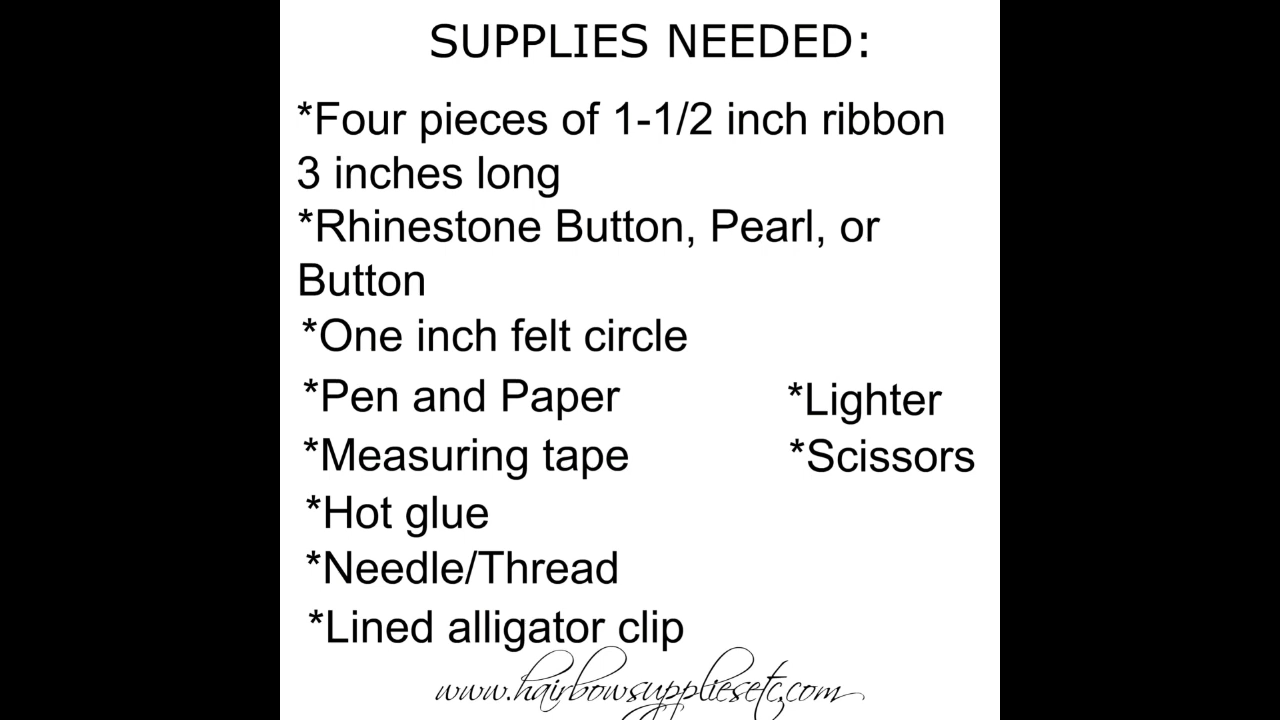 SUPPLIES NEEDED:
*Four pieces of 1-1/2 inch ribbon
3 inches long
*Rhinestone Button, Pearl, or
Button
*One inch felt circle
*Pen and Paper
*Lighter
*Measuring tape
*Scissors
*Hot glue
*Needle/Thread
*Lined alligator clip
www.hairbowsuppliesetc.com